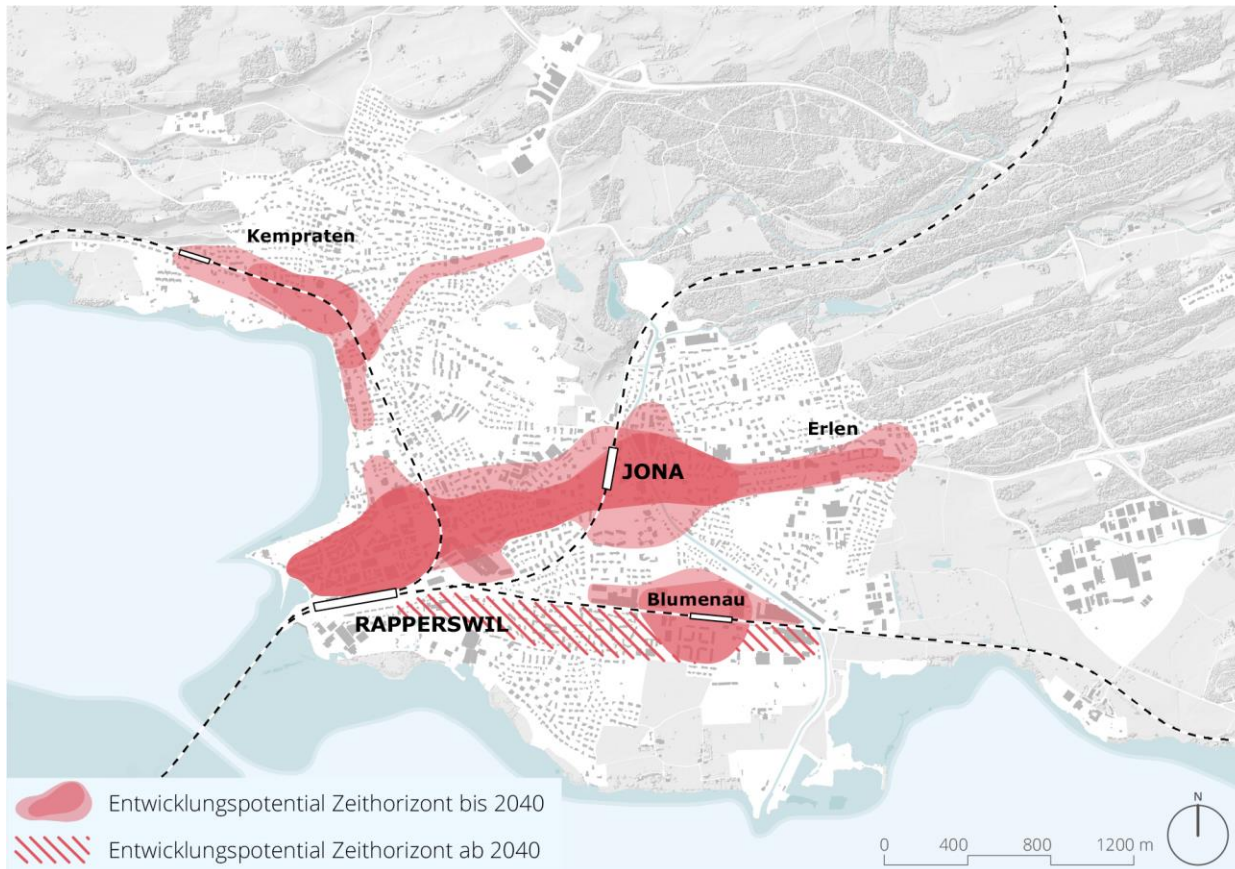 Kempraten
Erlen
JONA
Blumenau
RAPPERSWIL
Entwicklungspotential Zeithorizont bis 2040
Entwicklungspotential Zeithorizont ab 2040
N
0 400 800 1200 m